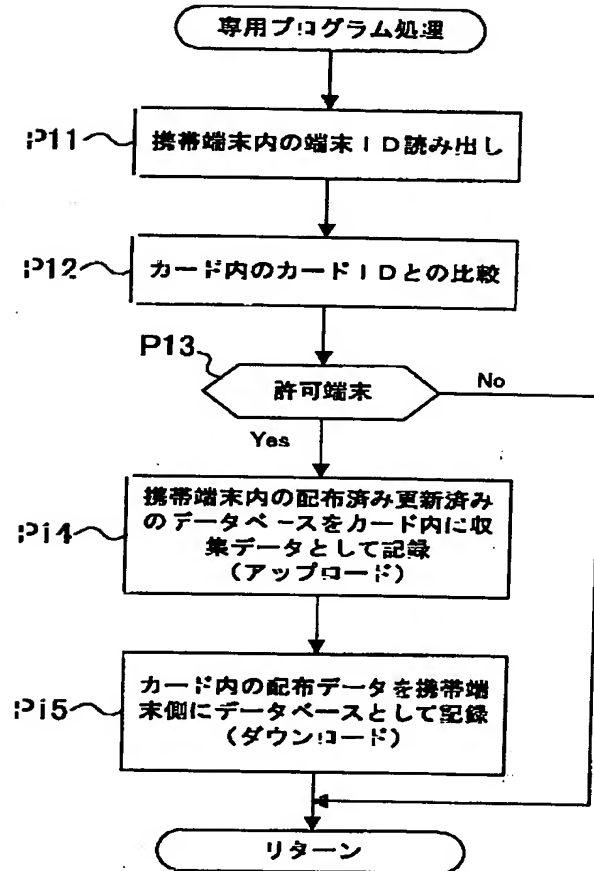 専用プログラム処理
P11
携帯端末内の端末ID読み出し
P12
カード内のカードIDとの比較
P13
許可端末
No
Yes
P14
携帯端末内の配布済み更新済み
のデータベースをカード内に収
集データとして記録
(アップロード)
P15
カード内の配布データを携帯端
末側にデータベースとして記録
(ダウンロード)
リターン